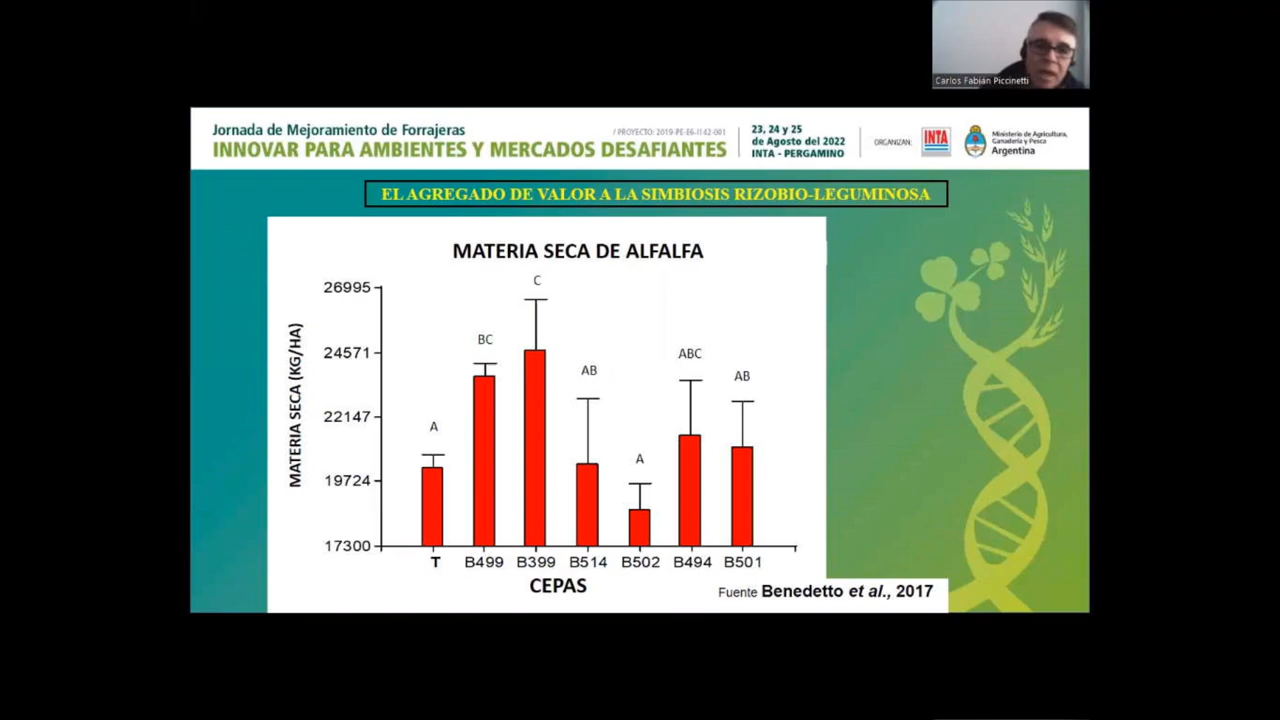 Carlos Fabián Piccinetti
Jornada de Mejoramiento de Forrajeras
/ PROYECTO: 2019-PE-E6-I142-001
INNOVAR PARA AMBIENTES Y MERCADOS DESAFIANTES
23, 24 y 25
de Agosto del 2022
INTA - PERGAMINO
ORGANIZAN:
INTA
Ministerio de Agricultura,
Ganadería y Pesca
Argentina
EL AGREGADO DE VALOR A LA SIMBIOSIS RIZOBIO-LEGUMINOSA
MATERIA SECA DE ALFALFA
MATERIA SECA (KG/HA)
26995
24571
22147
19724
17300
A
BC
C
AB
A
ABC
AB
T B499 B399 B514 B502 B494 B501
CEPAS
Fuente Benedetto et al., 2017